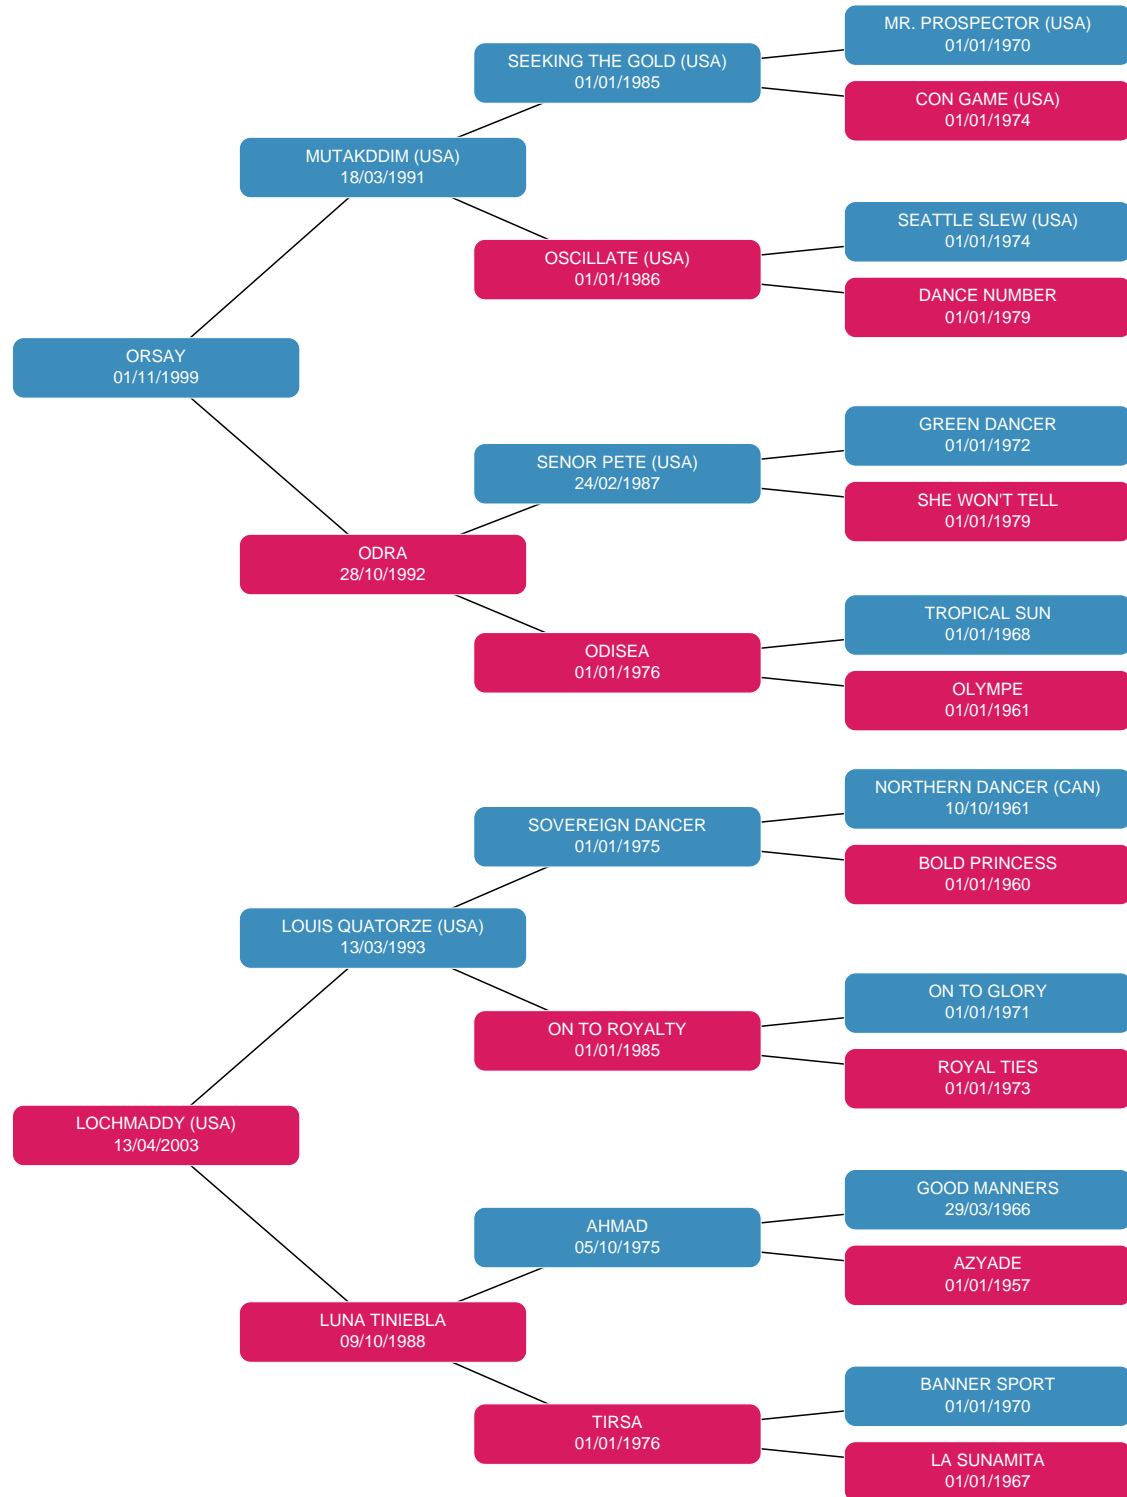 MR. PROSPECTOR (USA)
01/01/1970
SEEKING THE GOLD (USA)
01/01/1985
CON GAME (USA)
01/01/1974
MUTAKDDIM (USA)
18/03/1991
SEATTLE SLEW (USA)
01/01/1974
OSCILLATE (USA)
01/01/1986
DANCE NUMBER
01/01/1979
ORSAY
01/11/1999
GREEN DANCER
01/01/1972
SENOR PETE (USA)
24/02/1987
SHE WON'T TELL
01/01/1979
ODRA
28/10/1992
TROPICAL SUN
01/01/1968
ODISEA
01/01/1976
OLYMPE
01/01/1961
NORTHERN DANCER (CAN)
10/10/1961
SOVEREIGN DANCER
01/01/1975
BOLD PRINCESS
01/01/1960
LOUIS QUATORZE (USA)
13/03/1993
ON TO GLORY
01/01/1971
ON TO ROYALTY
01/01/1985
ROYAL TIES
01/01/1973
LOCHMADDY (USA)
13/04/2003
GOOD MANNERS
29/03/1966
AHMAD
05/10/1975
AZYADE
01/01/1957
LUNA TINIEBLA
09/10/1988
BANNER SPORT
01/01/1970
TIRSA
01/01/1976
LA SUNAMITA
01/01/1967